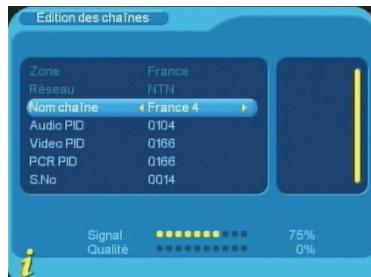 Edition des chaînes
Zone France
Réseau NTN
Nom chaîne France 4
Audio PID 0104
Video PID 0166
PCR PID 0166
S.No 0014
Signal 75%
Qualité 0%
i